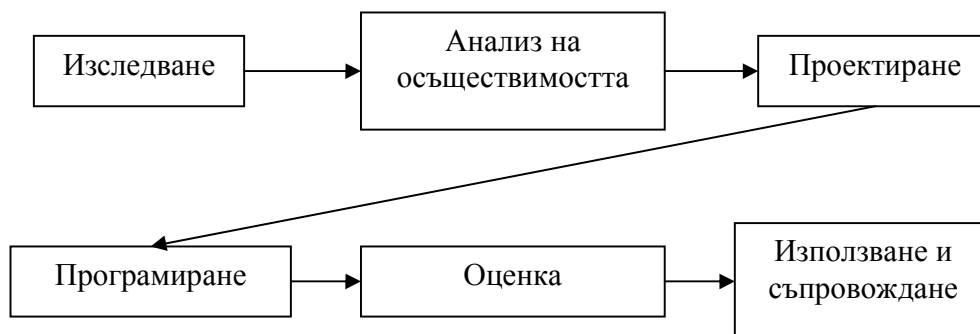 Изследване
Анализ на
осъществимостта
Проектиране
Програмиране
Оценка
Използване и
съпровождане